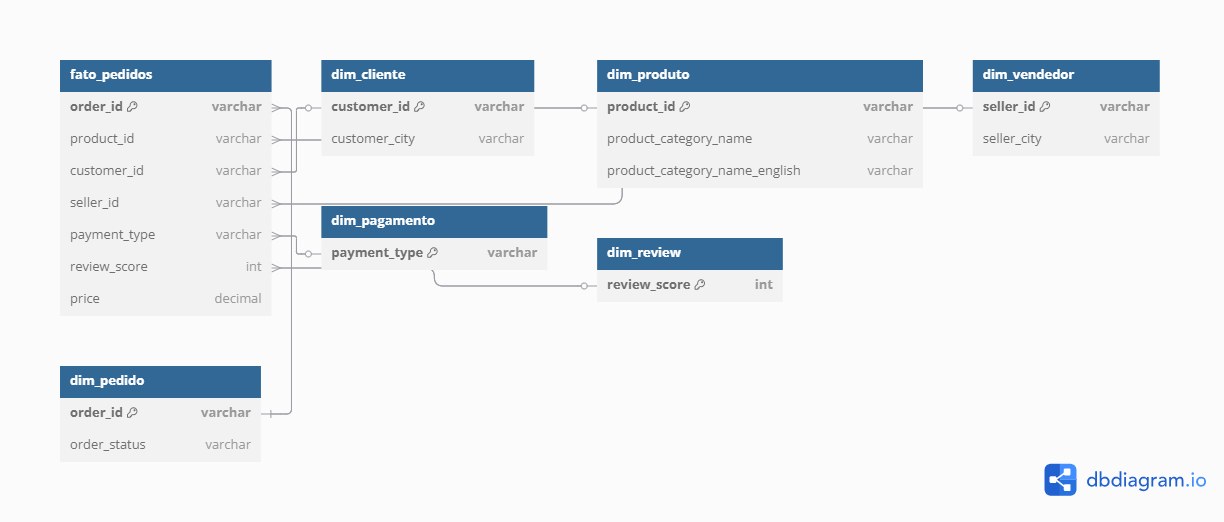 fato_pedidos
order_id varchar
product_id varchar
customer_id varchar
seller_id varchar
payment_type varchar
review_score int
price decimal
dim_cliente
customer_id varchar
customer_city varchar
dim_produto
product_id varchar
product_category_name varchar
product_category_name_english varchar
dim_vendedor
seller_id varchar
seller_city varchar
dim_pagamento
payment_type varchar
dim_review
review_score int
dim_pedido
order_id varchar
order_status varchar
dbdiagram.io